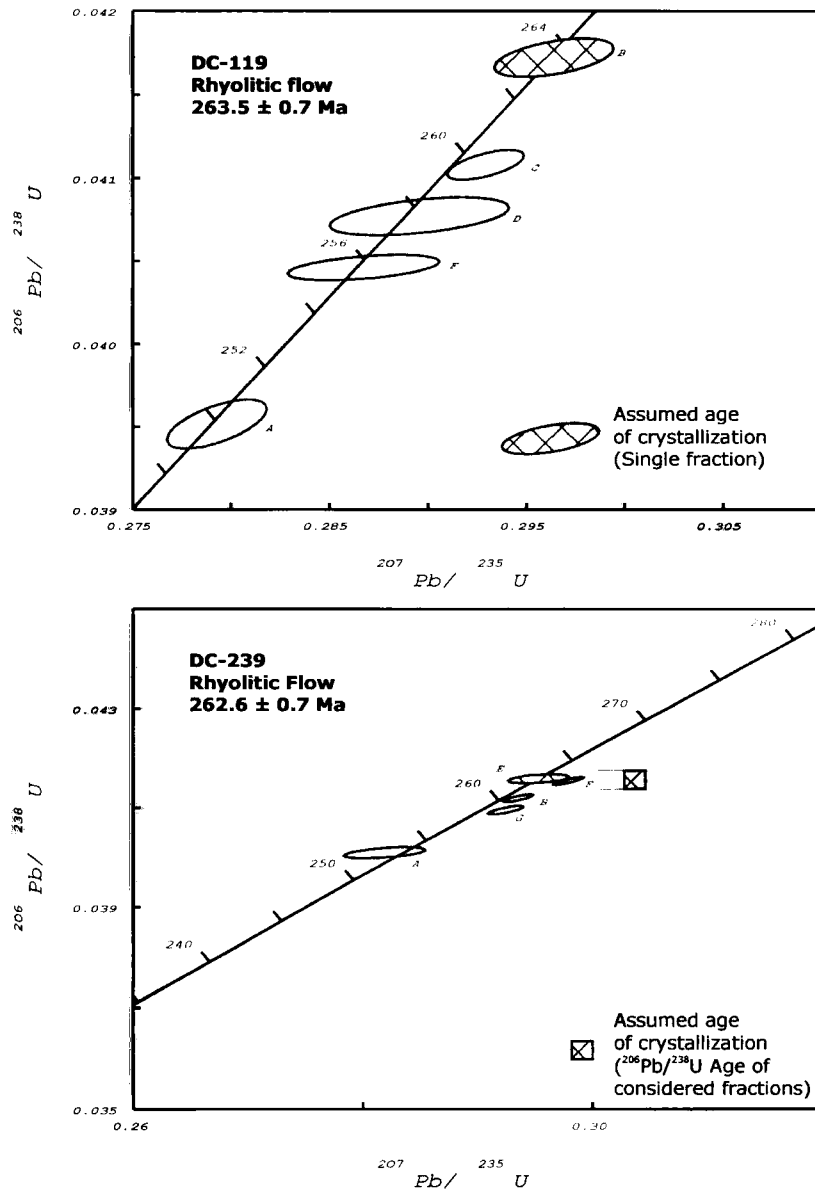 0.042
DC-119
Rhyolitic flow
263.5 ± 0.7 Ma
264
B
260
C
0.041
D
256
F
0.040
252
A
Assumed age
of crystallization
(Single fraction)
0.039
0.275
0.285
0.295
0.305
206 Pb/ 238 U
207 Pb/ 235 U
DC-239
Rhyolitic Flow
262.6 ± 0.7 Ma
280
270
0.043
E
F
260
B
G
250
A
0.039
240
Assumed age
of crystallization
(²⁰⁶Pb/²³⁸U Age of
considered fractions)
0.035
0.26
0.30
206 Pb/ 238 U
207 Pb/ 235 U